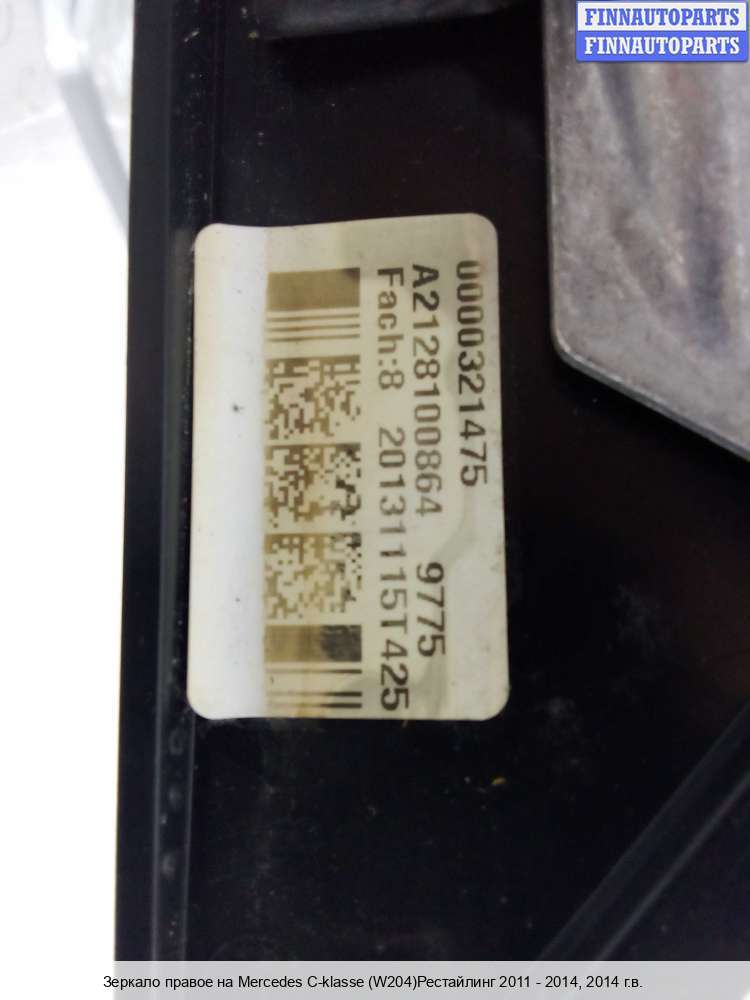 FINNAUTOPARTS
FINNAUTOPARTS
0000321475
A2128100864 9775
Fach:8 20131115T425
Зеркало правое на Mercedes C-klasse (W204)Рестайлинг 2011 - 2014, 2014 г.в.